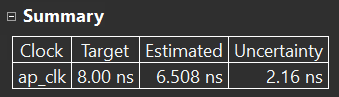 Summary
Clock Target Estimated Uncertainty
ap_clk 8.00 ns 6.508 ns 2.16 ns